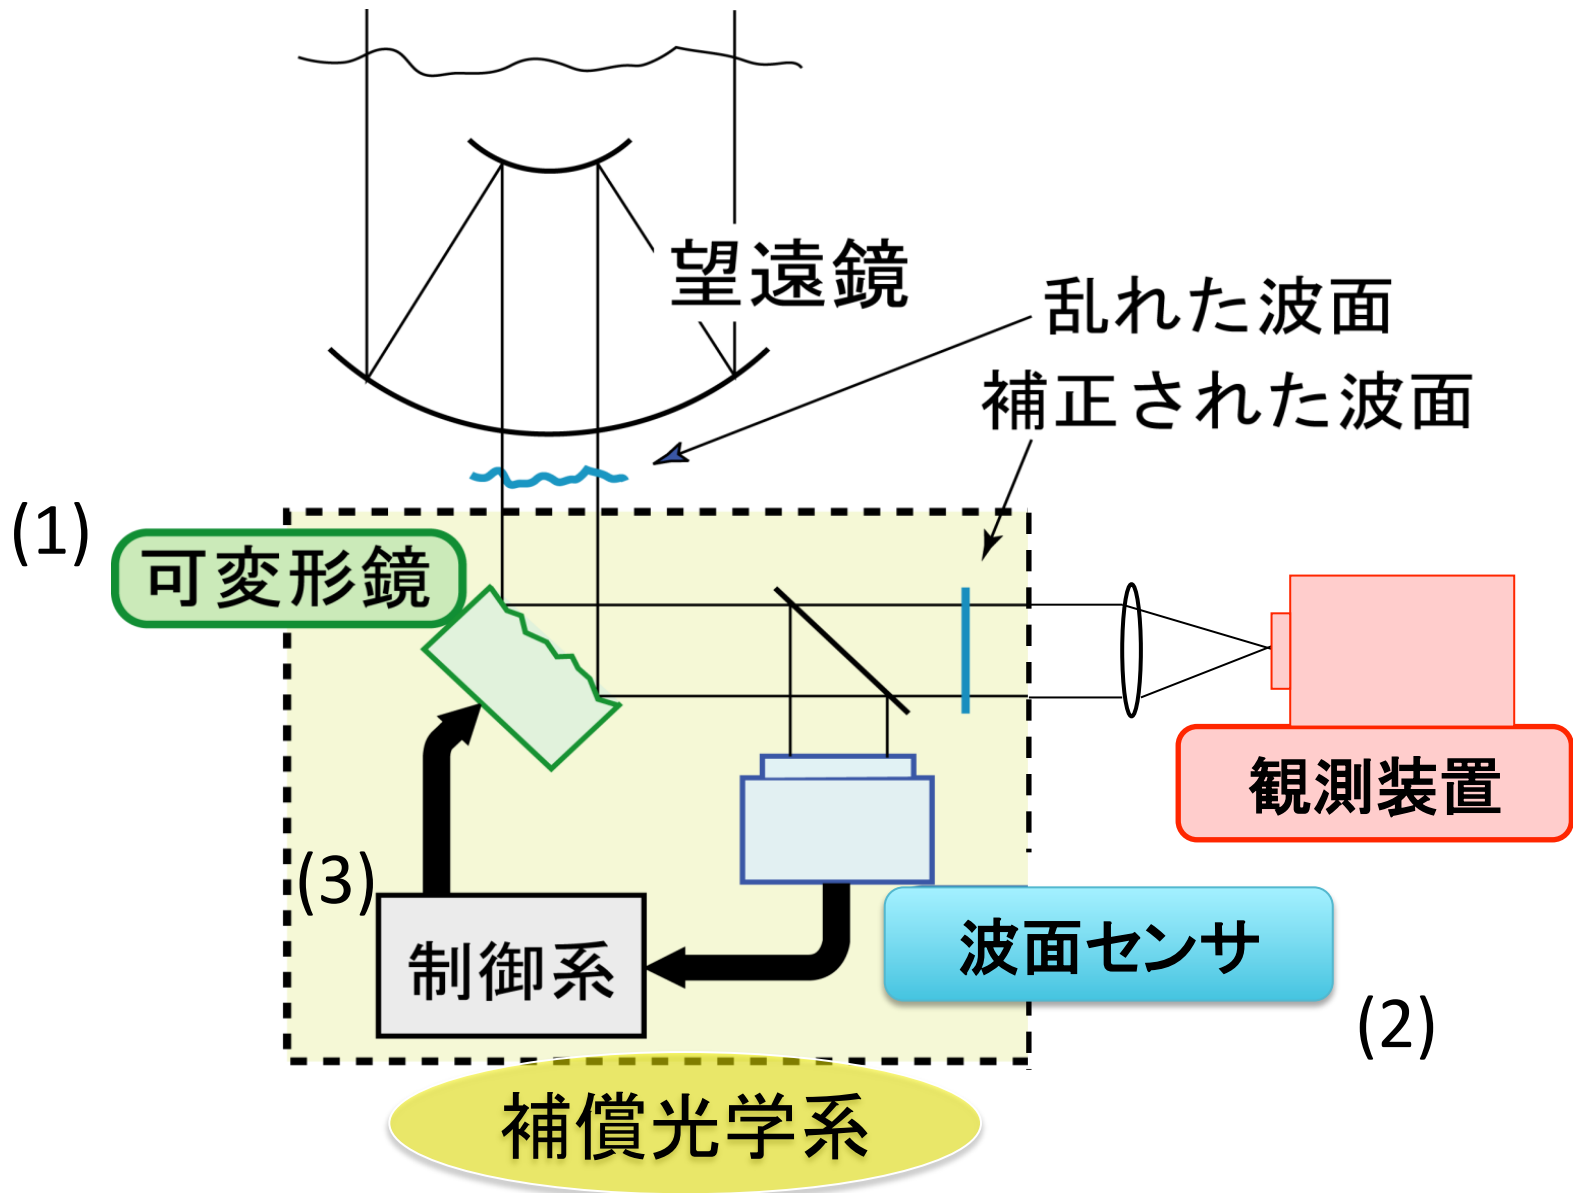 望遠鏡
乱れた波面
補正された波面
(1)
可変形鏡
観測装置
(3)
制御系
波面センサ
(2)
補償光学系